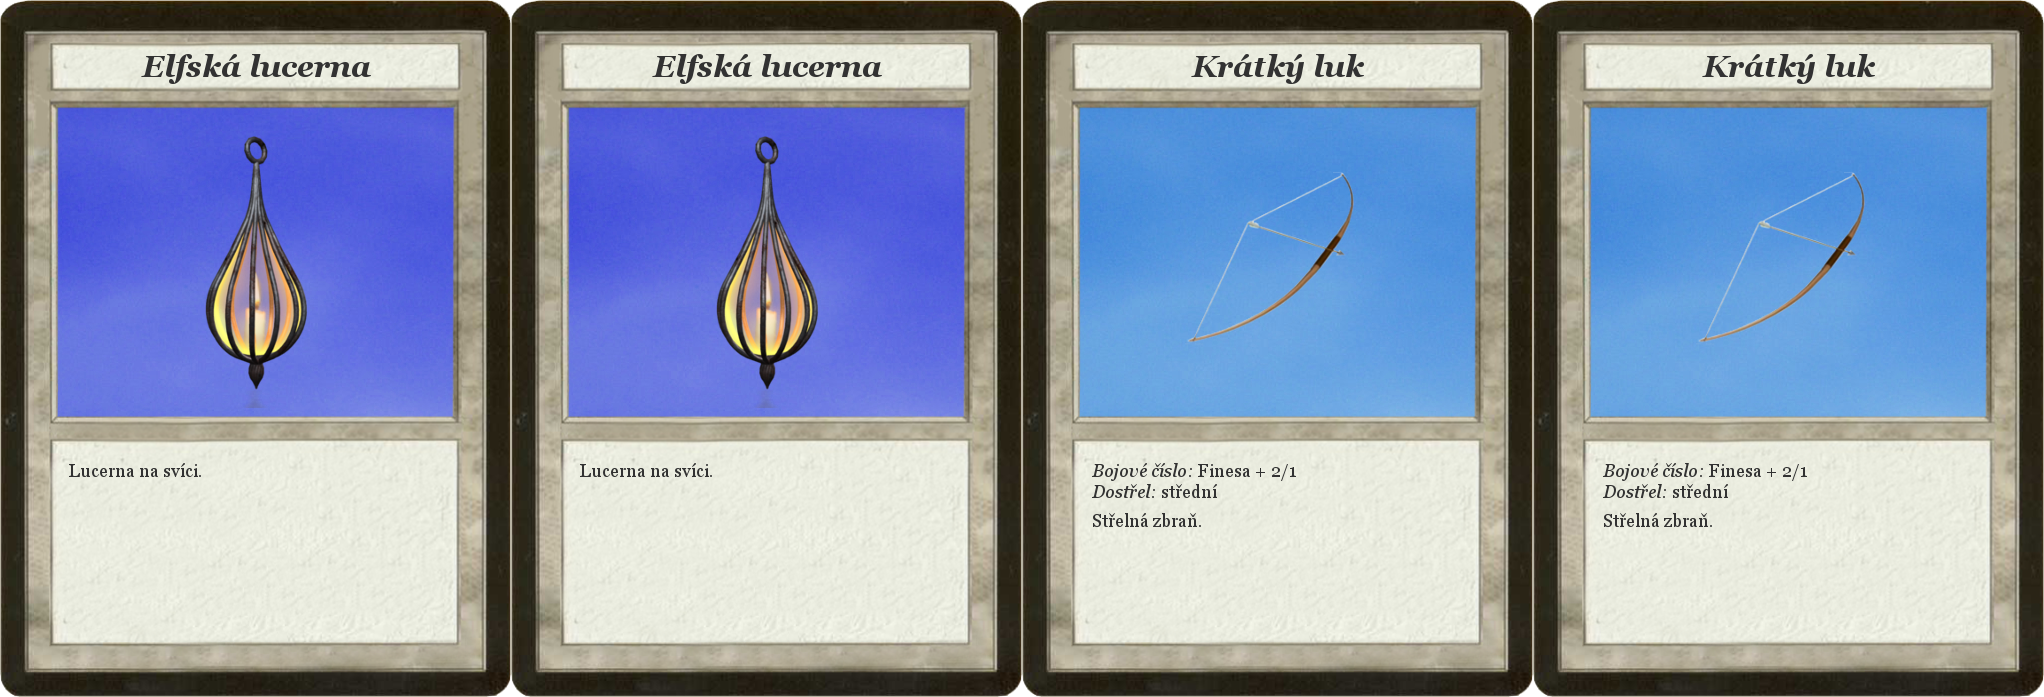 Elfská lucerna
Lucerna na svíci.
Elfská lucerna
Lucerna na svíci.
Krátký luk
Bojové číslo: Finesa + 2/1
Dostřel: střední
Střelná zbraň.
Krátký luk
Bojové číslo: Finesa + 2/1
Dostřel: střední
Střelná zbraň.